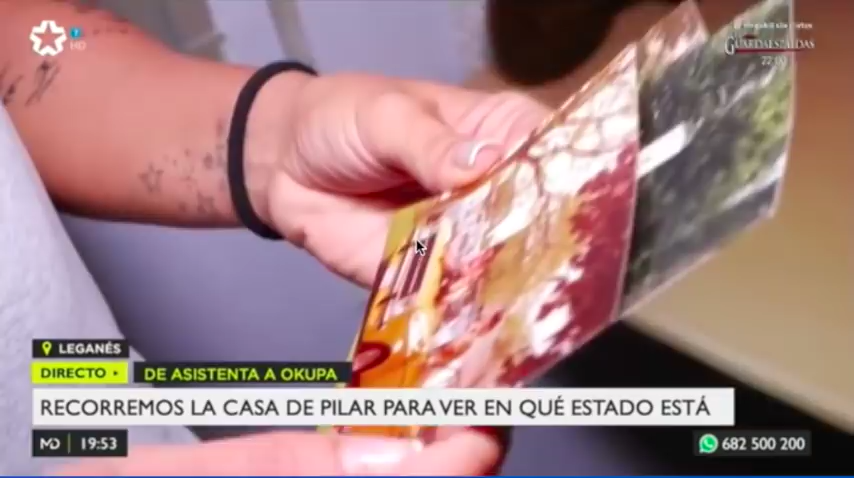 HD
22:00
LEGANÉS
DIRECTO
DE ASISTENTA A OKUPA
RECORREMOS LA CASA DE PILAR PARA VER EN QUÉ ESTADO ESTÁ
MD 19:53
682 500 200